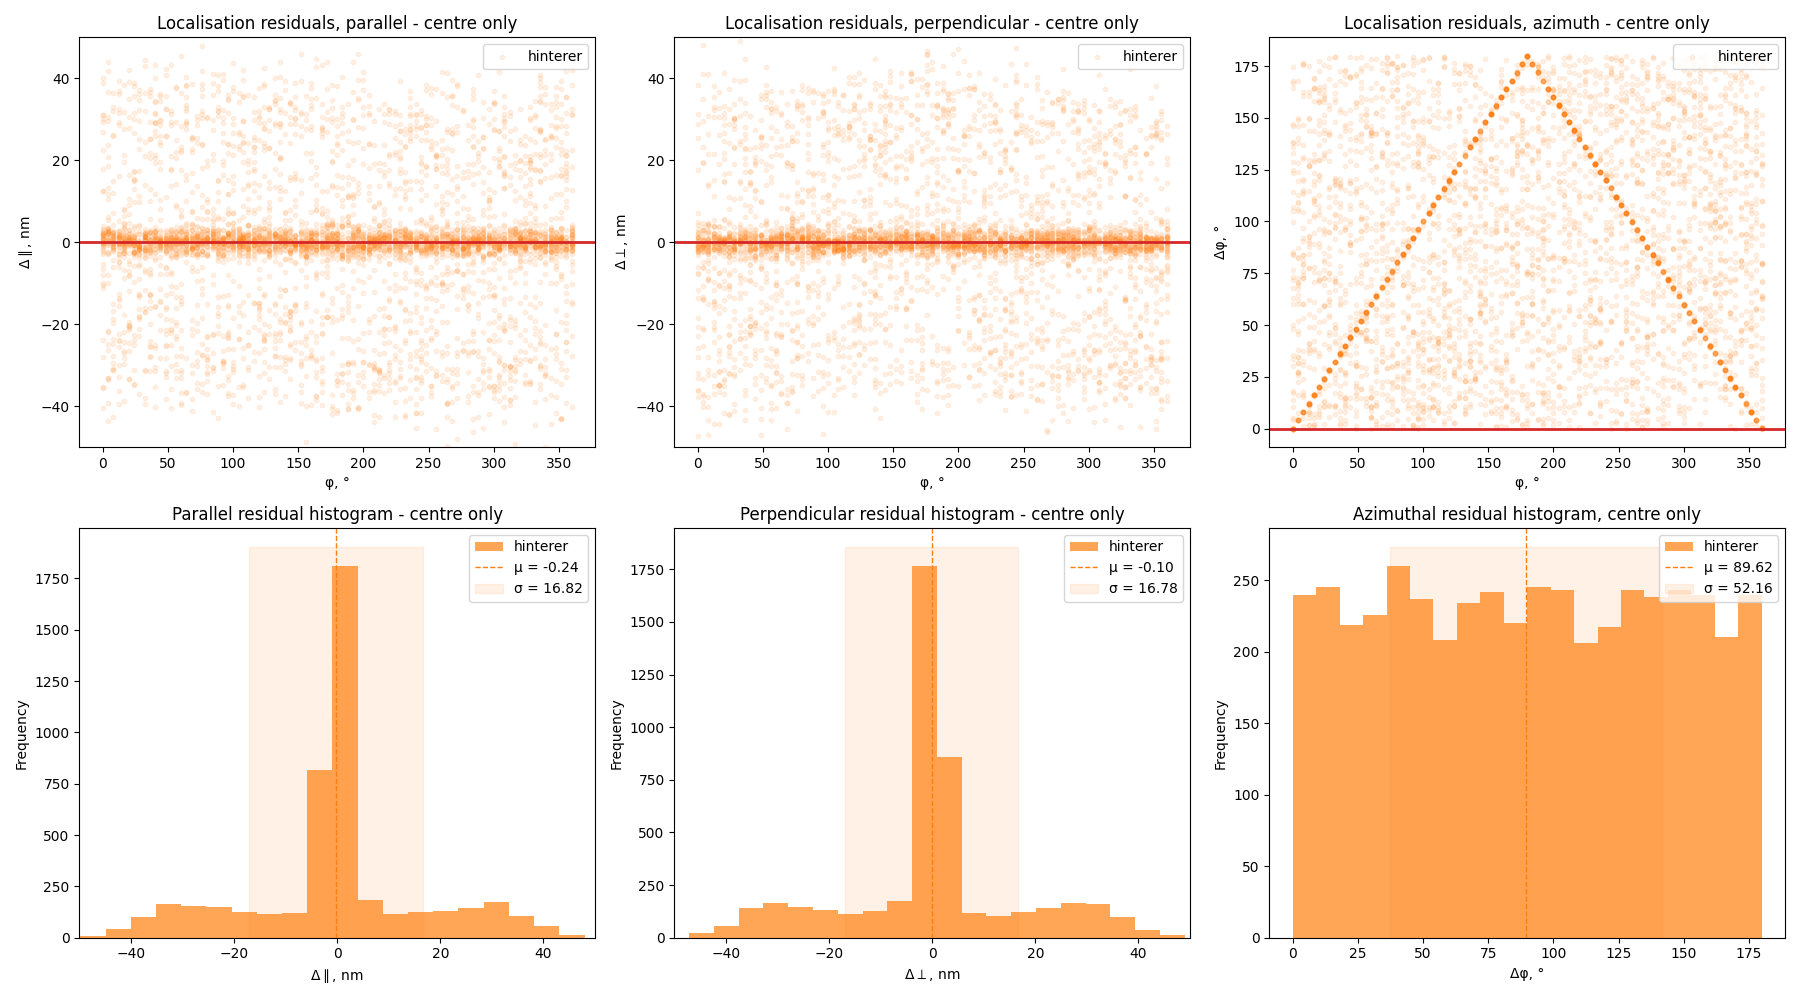 Localisation residuals, parallel - centre only
hinterer
40
20
0
−20
−40
Δ ∥, nm
0
50
100
150
200
250
300
350
φ, °
Localisation residuals, perpendicular - centre only
hinterer
40
20
0
−20
−40
Δ ⊥, nm
0
50
100
150
200
250
300
350
φ, °
Localisation residuals, azimuth - centre only
hinterer
175
150
125
100
75
50
25
0
Δφ, °
0
50
100
150
200
250
300
350
φ, °
Parallel residual histogram - centre only
hinterer
μ = -0.24
σ = 16.82
1750
1500
1250
1000
750
500
250
0
Frequency
−40
−20
0
20
40
Δ ∥, nm
Perpendicular residual histogram - centre only
hinterer
μ = -0.10
σ = 16.78
1750
1500
1250
1000
750
500
250
0
Frequency
−40
−20
0
20
40
Δ ⊥, nm
Azimuthal residual histogram, centre only
hinterer
μ = 89.62
σ = 52.16
250
200
150
100
50
0
Frequency
0
25
50
75
100
125
150
175
Δφ, °